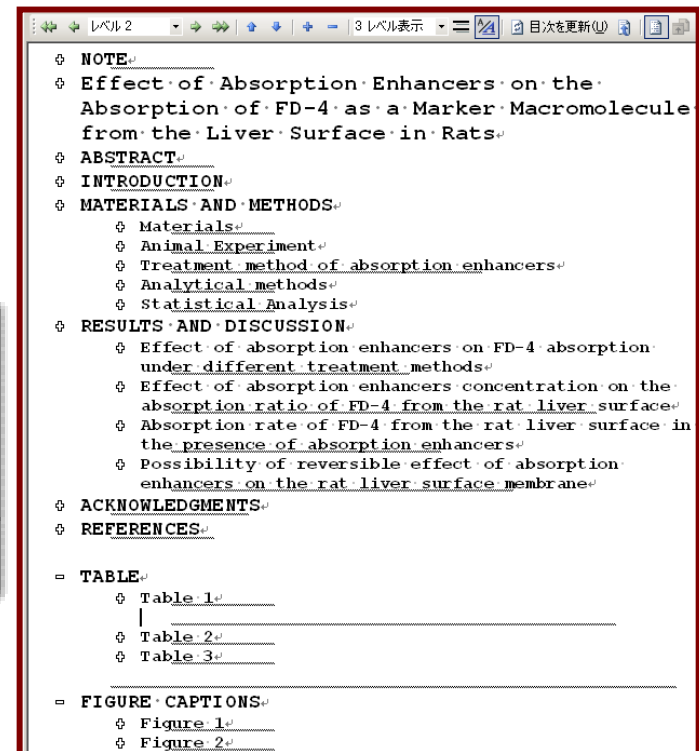 レベル 2 3 レベル表示 目次を更新(U)
NOTE
Effect of Absorption Enhancers on the
Absorption of FD-4 as a Marker Macromolecule
from the Liver Surface in Rats
ABSTRACT
INTRODUCTION
MATERIALS AND METHODS
Materials
Animal Experiment
Treatment method of absorption enhancers
Analytical methods
Statistical Analysis
RESULTS AND DISCUSSION
Effect of absorption enhancers on FD-4 absorption
under different treatment methods
Effect of absorption enhancers concentration on the
absorption ratio of FD-4 from the rat liver surface
Absorption rate of FD-4 from the rat liver surface in
the presence of absorption enhancers
Possibility of reversible effect of absorption
enhancers on the rat liver surface membrane
ACKNOWLEDGMENTS
REFERENCES
TABLE
Table 1
Table 2
Table 3
FIGURE CAPTIONS
Figure 1
Figure 2